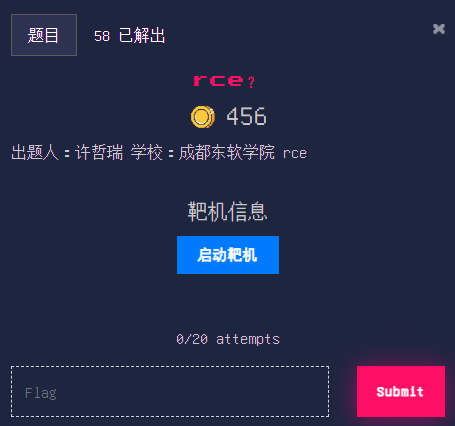 题目 58 已解出
×
rce?
456
出题人：许哲瑞 学校：成都东软学院 rce
靶机信息
启动靶机
0/20 attempts
Flag Submit